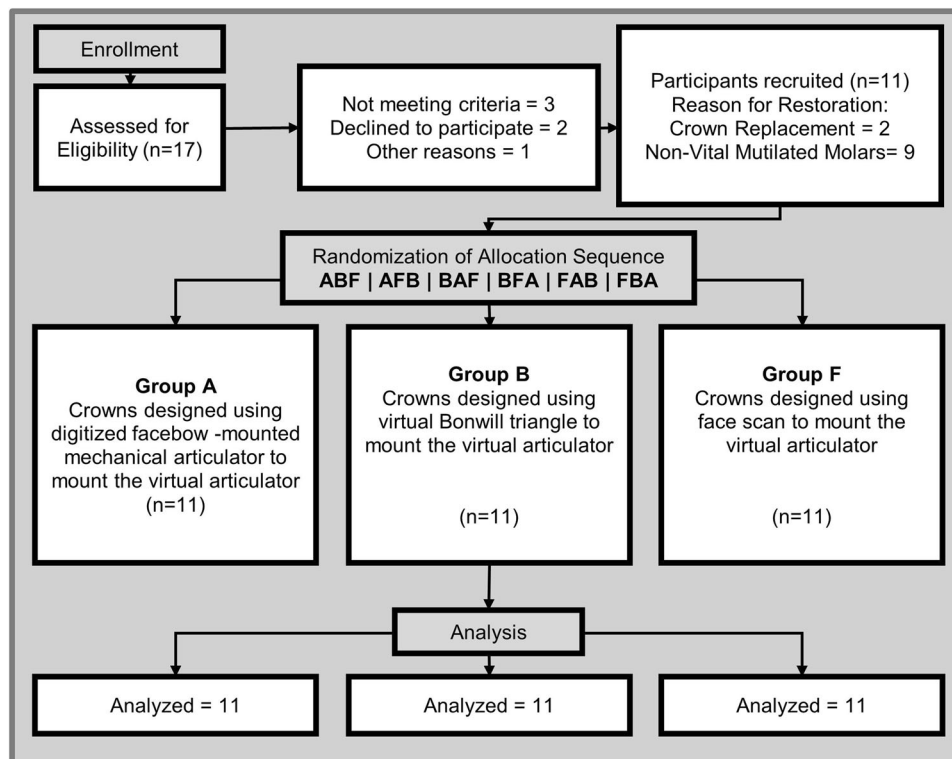 Enrollment
Assessed for
Eligibility (n=17)
Not meeting criteria = 3
Declined to participate = 2
Other reasons = 1
Participants recruited (n=11)
Reason for Restoration:
Crown Replacement = 2
Non-Vital Mutilated Molars= 9
Randomization of Allocation Sequence
ABF | AFB | BAF | BFA | FAB | FBA
Group A
Crowns designed using
digitized facebow -mounted
mechanical articulator to
mount the virtual articulator
(n=11)
Group B
Crowns designed using
virtual Bonwill triangle to
mount the virtual articulator
(n=11)
Group F
Crowns designed using
face scan to mount the
virtual articulator
(n=11)
Analysis
Analyzed = 11
Analyzed = 11
Analyzed = 11